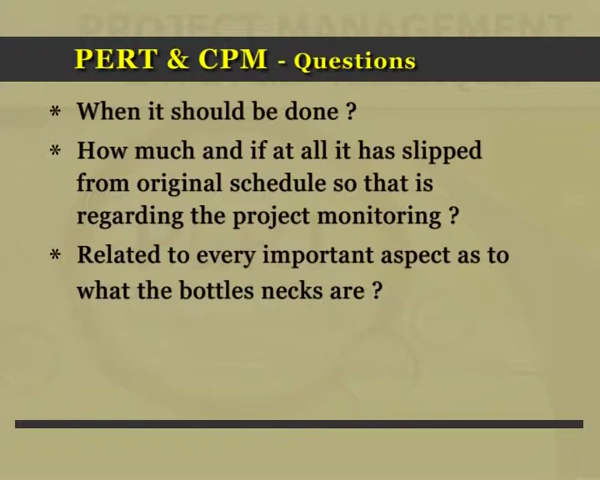 PROJECT MANAGEMENT
PERT & CPM - Questions
* When it should be done ?
* How much and if at all it has slipped
from original schedule so that is
regarding the project monitoring ?
* Related to every important aspect as to
what the bottles necks are ?